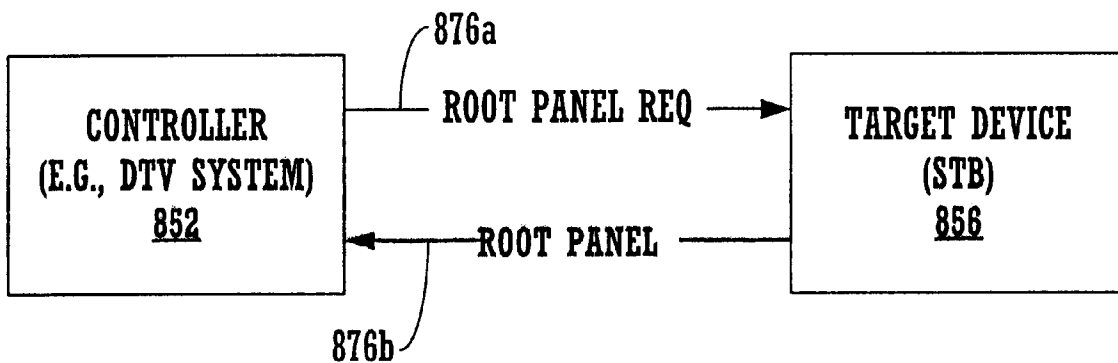 876a
CONTROLLER
(E.G., DTV SYSTEM)
852
ROOT PANEL REQ
TARGET DEVICE
(STB)
856
ROOT PANEL
876b